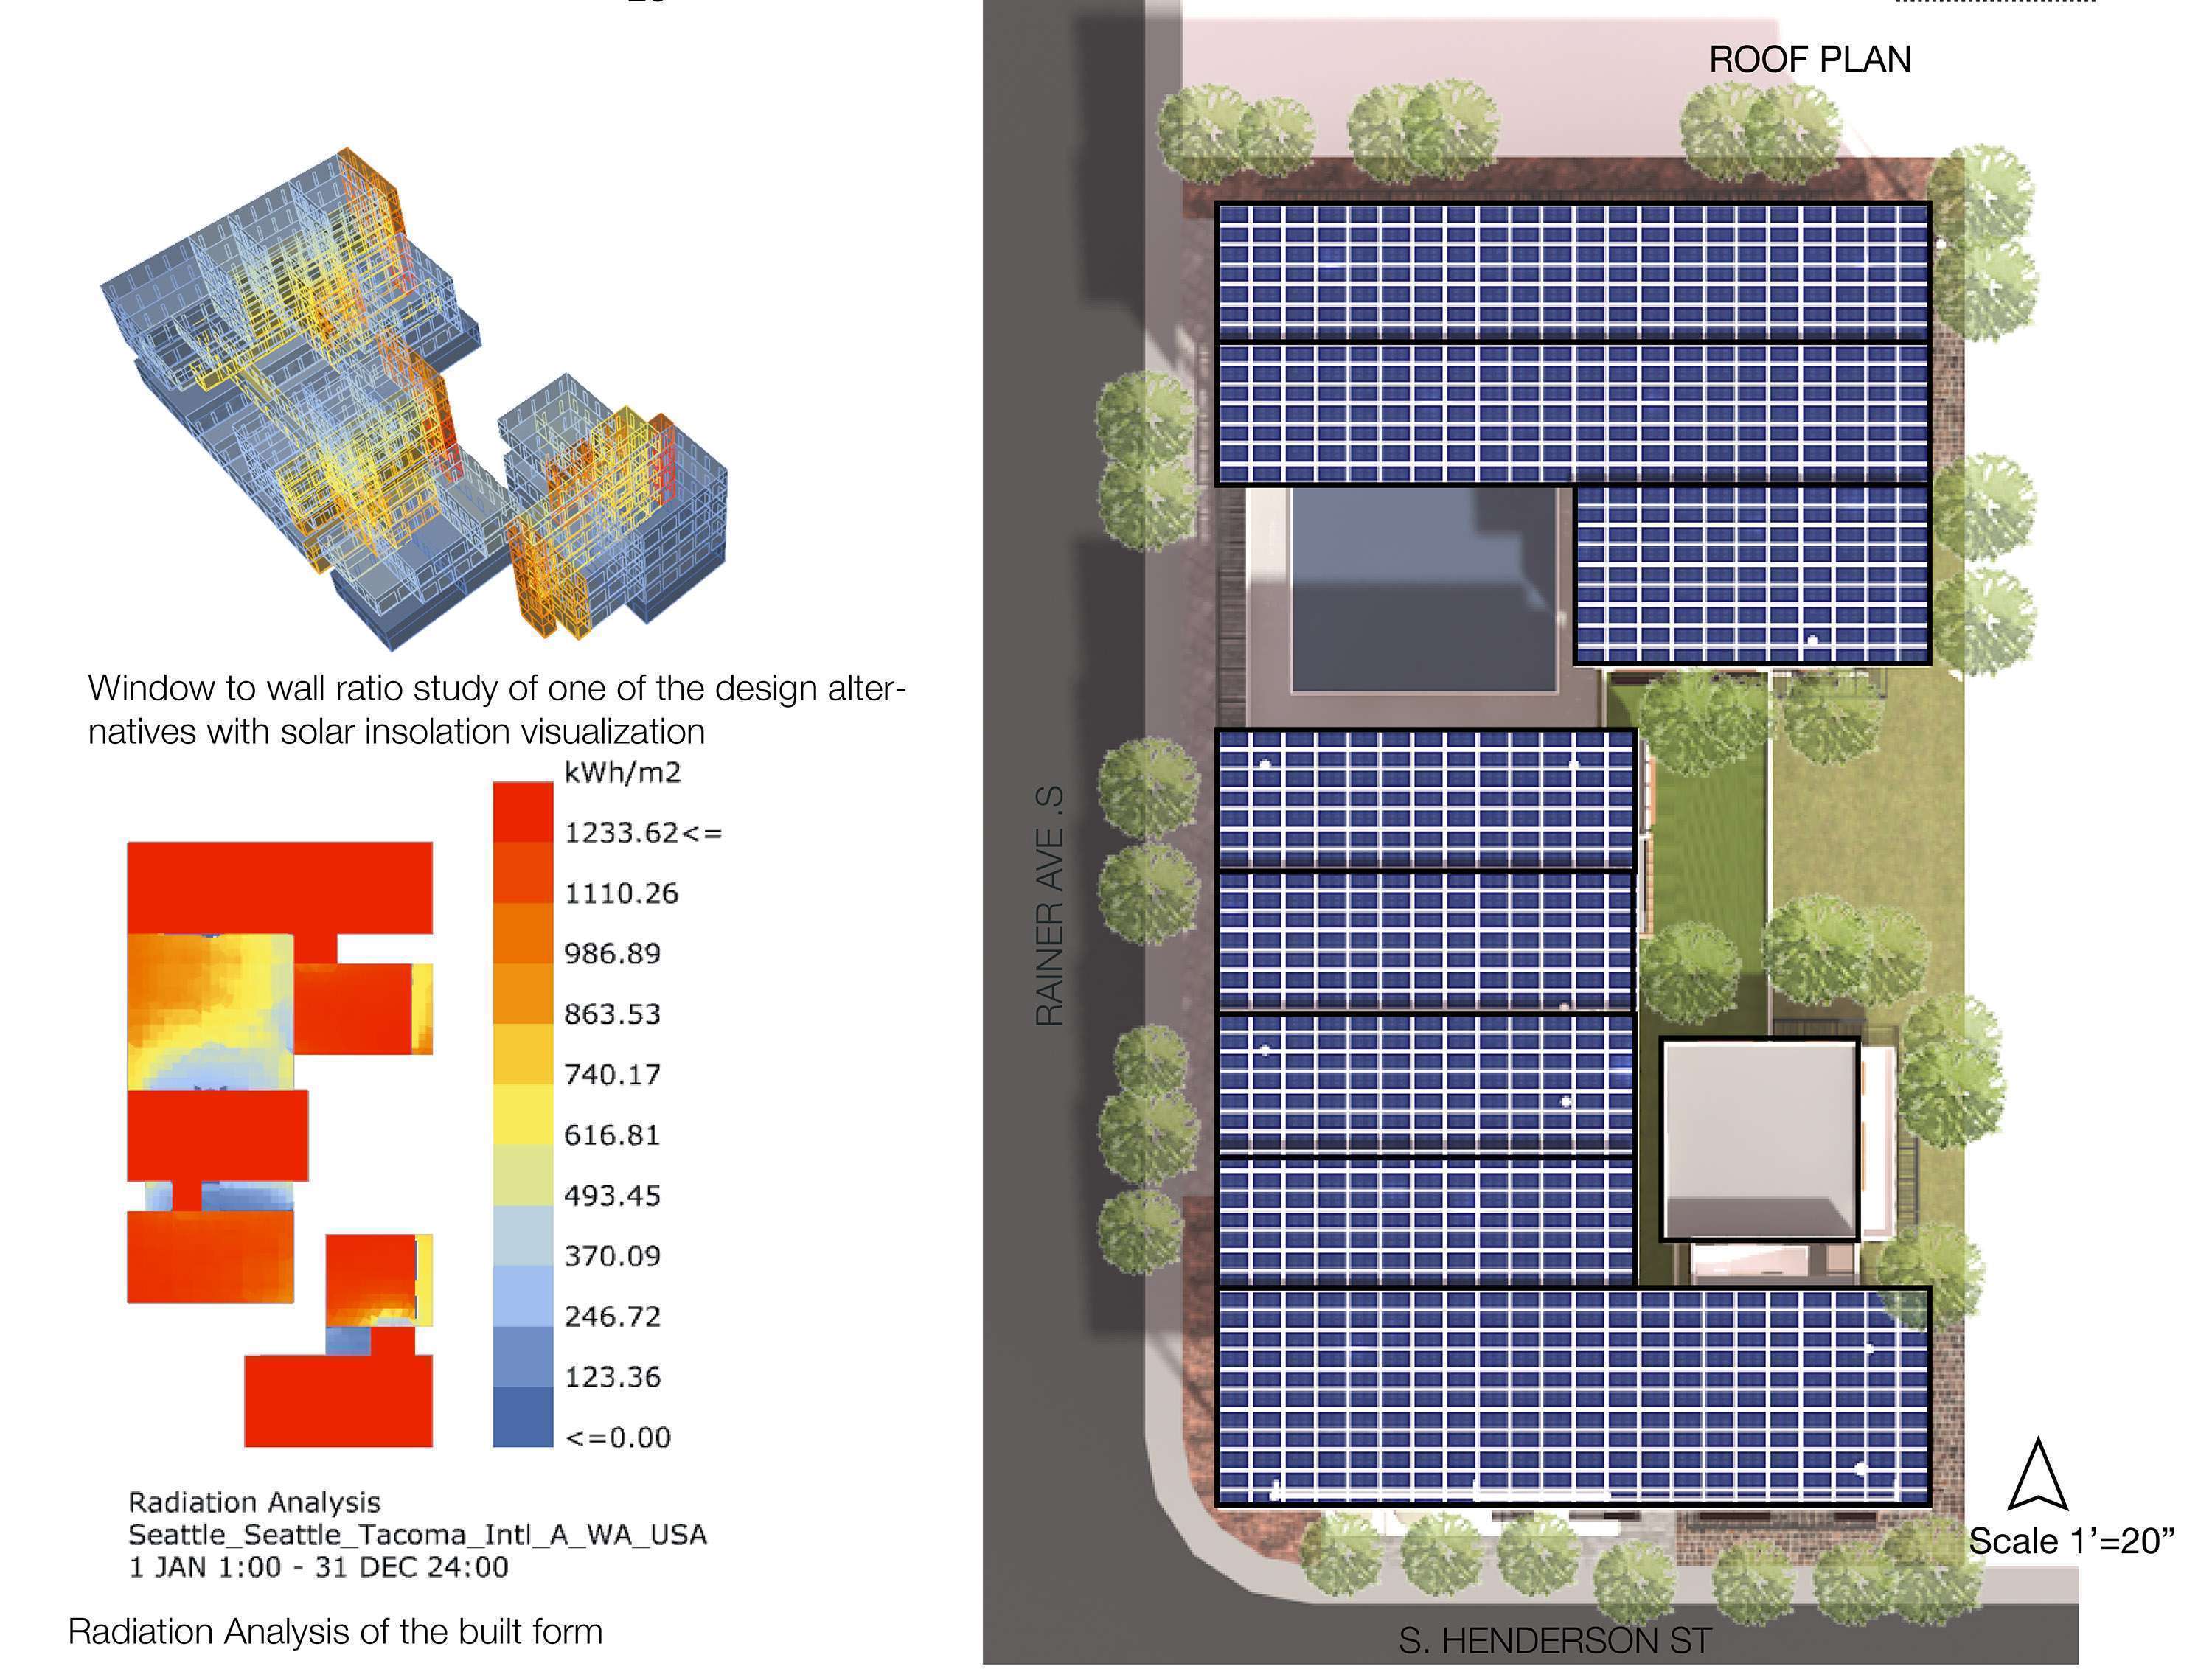 ROOF PLAN
Window to wall ratio study of one of the design alter-
natives with solar insolation visualization
kWh/m2
1233.62<=
1110.26
986.89
863.53
740.17
616.81
493.45
370.09
246.72
123.36
<=0.00
Radiation Analysis
Seattle_Seattle_Tacoma_Intl_A_WA_USA
1 JAN 1:00 - 31 DEC 24:00
Radiation Analysis of the built form
RAINER AVE .S
Scale 1’=20”
S. HENDERSON ST